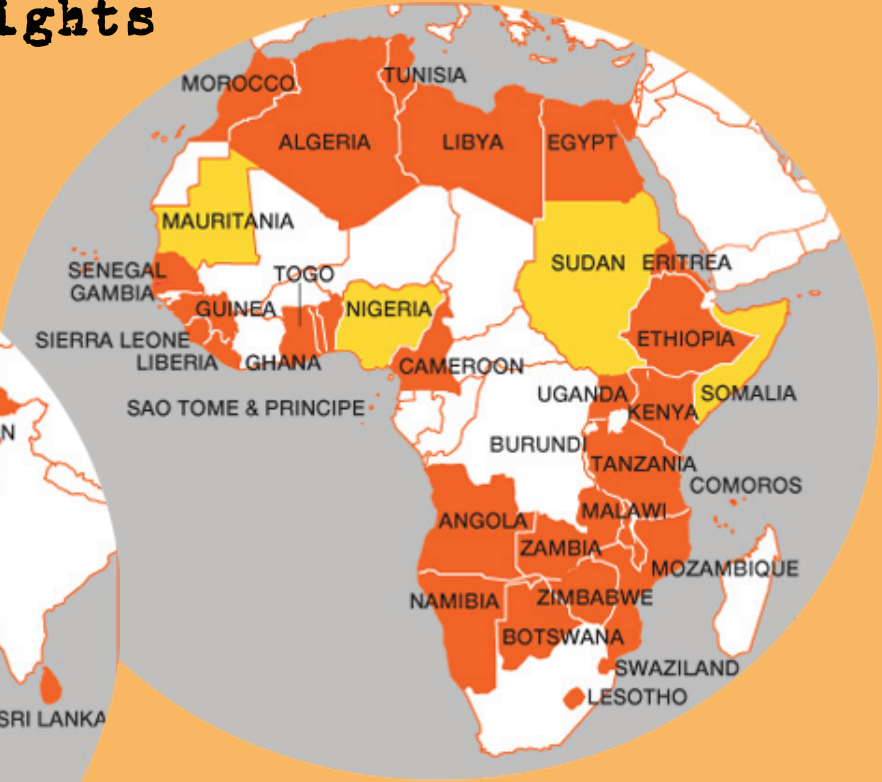 ights
MOROCCO
TUNISIA
ALGERIA
LIBYA
EGYPT
MAURITANIA
SENEGAL
GAMBIA
TOGO
GUINEA
NIGERIA
SUDAN
ERITREA
SIERRA LEONE
LIBERIA
GHANA
CAMEROON
ETHIOPIA
SAO TOME & PRINCIPE
UGANDA
KENYA
SOMALIA
N
BURUNDI
TANZANIA
COMOROS
ANGOLA
MALAWI
ZAMBIA
MOZAMBIQUE
NAMIBIA
ZIMBABWE
BOTSWANA
SWAZILAND
LESOTHO
SRI LANKA